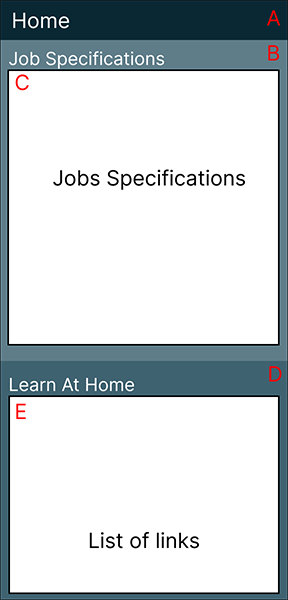 Home A
Job Specifications B
C
Jobs Specifications
Learn At Home D
E
List of links